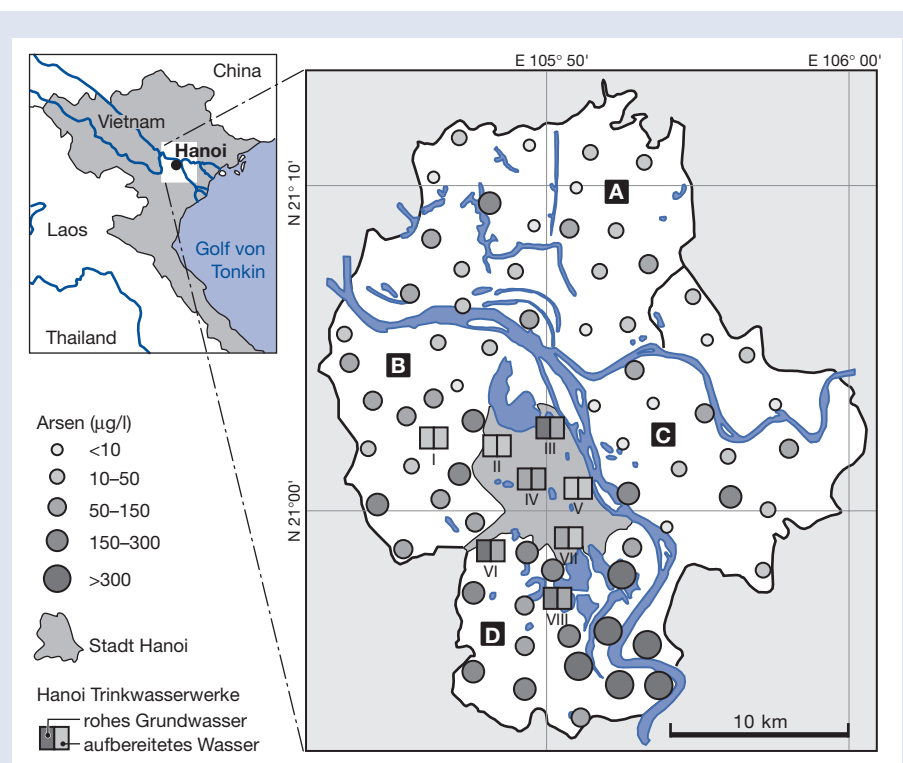 China
Vietnam
Hanoi
Laos
Golf von
Tonkin
Thailand
Arsen (μg/l)
<10
10–50
50–150
150–300
>300
Stadt Hanoi
Hanoi Trinkwasserwerke
rohes Grundwasser
aufbereitetes Wasser
E 105° 50'
E 106° 00'
N 21° 10'
N 21° 00'
A
B
C
D
I
II
III
IV
V
VI
VII
VIII
10 km